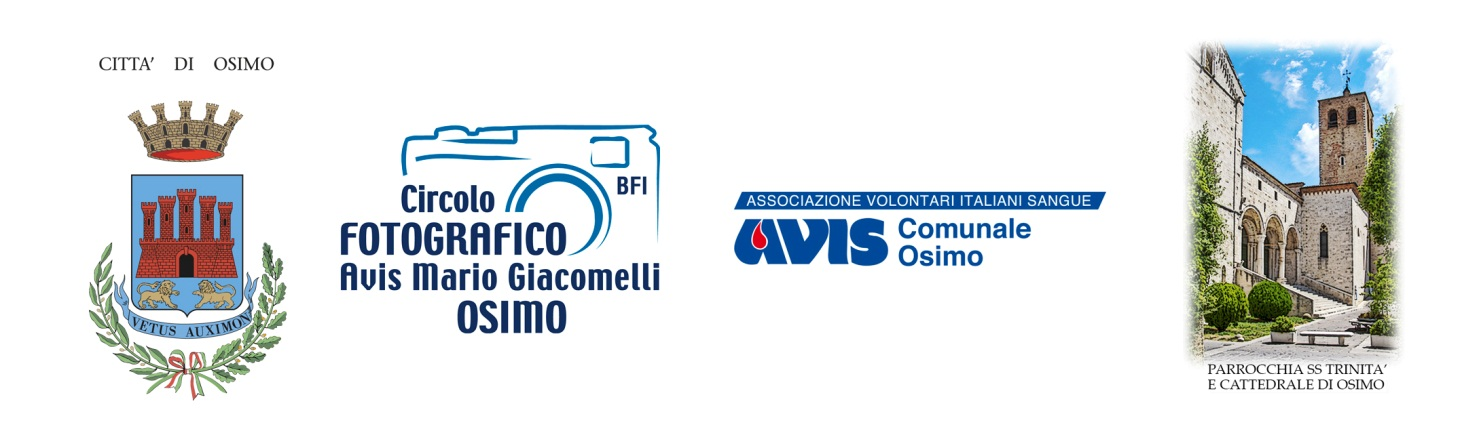 CITTA' DI OSIMO
VETUS AUXIMON
Circolo
BFI
FOTOGRAFICO
Avis Mario Giacomelli
OSIMO
ASSOCIAZIONE VOLONTARI ITALIANI SANGUE
AVIS Comunale
Osimo
PARROCCHIA SS TRINITA'
E CATTEDRALE DI OSIMO